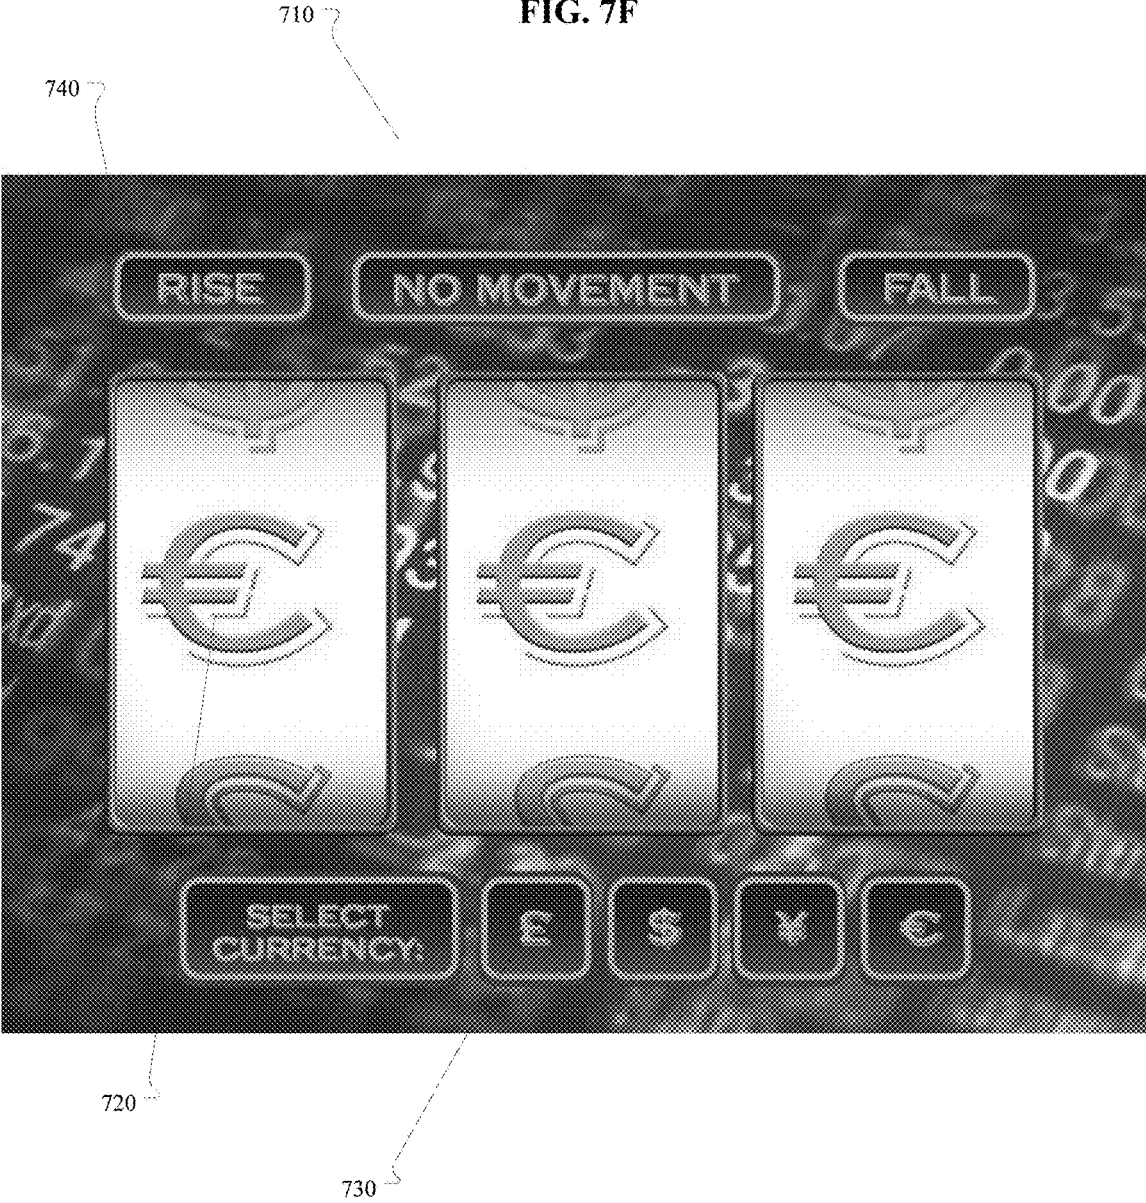 FIG. 7F
710
740
RISE NO MOVEMENT FALL
€ € €
SELECT
CURRENCY: £ $ ¥ €
720
730